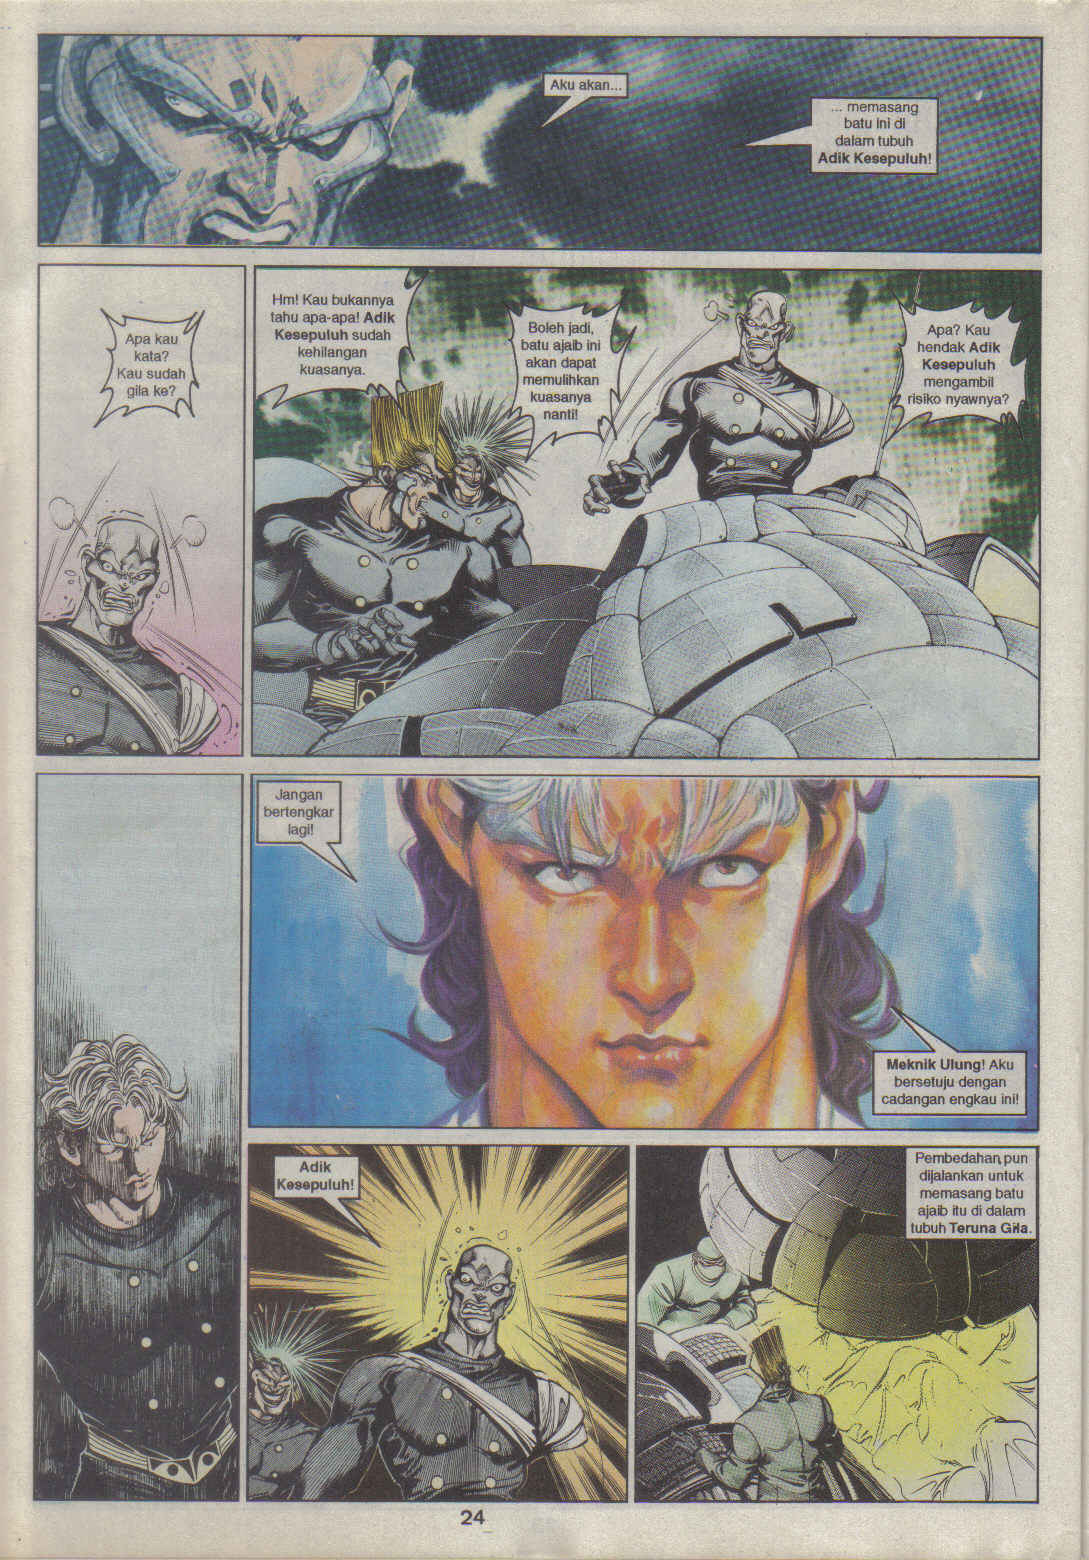 Aku akan...
... memasang
batu ini di
dalam tubuh
Adik Kesepuluh!
Apa kau
kata?
Kau sudah
gila ke?
Hm! Kau bukannya
tahu apa-apa! Adik
Kesepuluh sudah
kehilangan
kuasanya.
Boleh jadi,
batu ajaib ini
akan dapat
memulihkan
kuasanya
nanti!
Apa? Kau
hendak Adik
Kesepuluh
mengambil
risiko nyawnya?
Jangan
bertengkar
lagi!
Meknik Ulung! Aku
bersetuju dengan
cadangan engkau ini!
Adik
Kesepuluh!
Pembedahan pun
dijalankan untuk
memasang batu
ajaib itu di dalam
tubuh Teruna Gila.
24